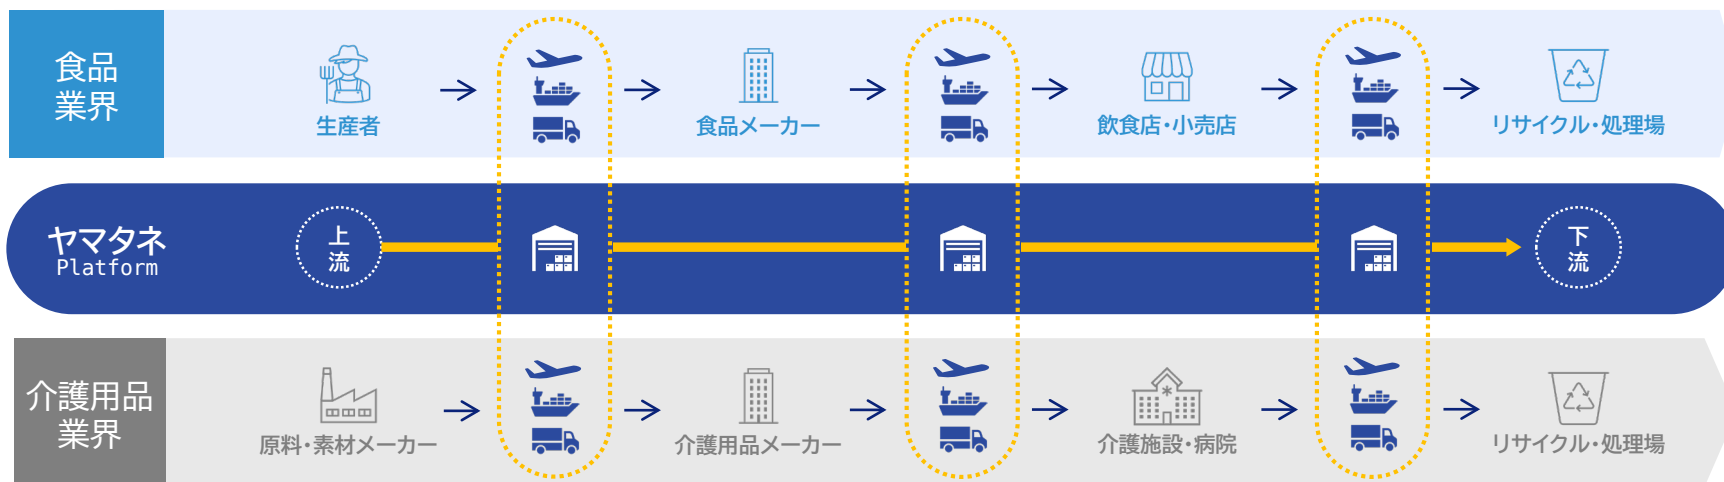 食品
業界
生産者
食品メーカー
飲食店・小売店
リサイクル・処理場
ヤマタネ
Platform
上
流
下
流
介護用品
業界
原料・素材メーカー
介護用品メーカー
介護施設・病院
リサイクル・処理場